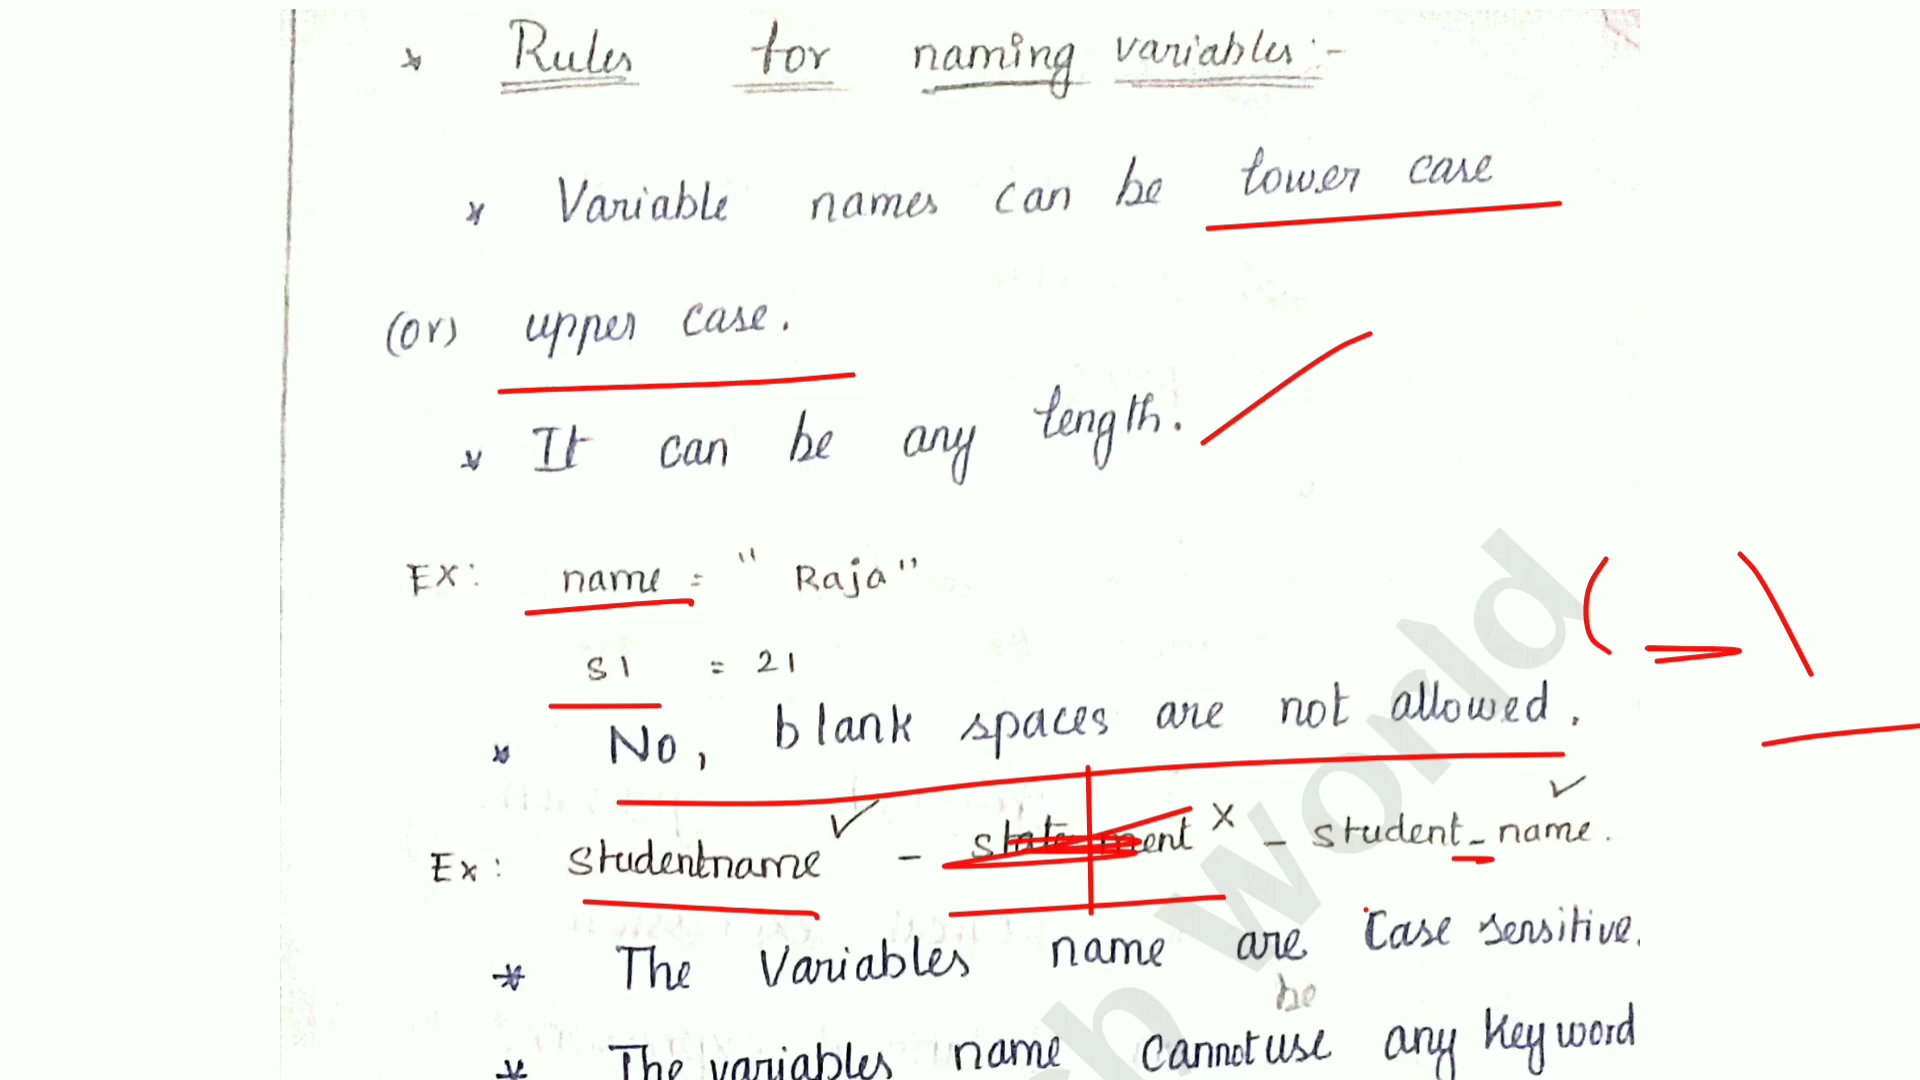 * Rules for naming variables :-
* Variable names can be lower case
(or) upper case.
* It can be any length.
Ex: name = "Raja"
s1 = 21
* No, blank spaces are not allowed.
Ex: studentname ✓ - x - student_name. ✓
* The Variables name are Case sensitive.
be
* The variables name cannot use any keyword
world